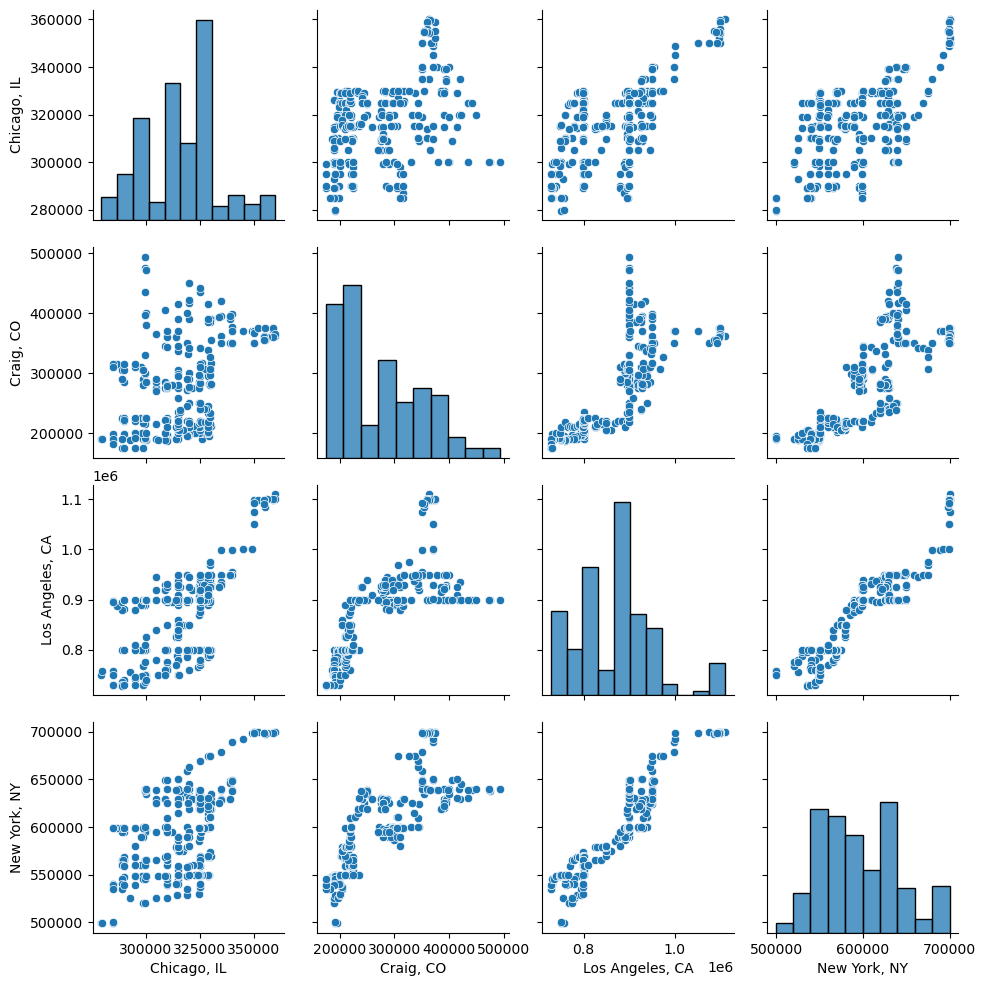 360000
340000
320000
300000
280000
Chicago, IL
500000
400000
300000
200000
Craig, CO
1e6
1.1
1.0
0.9
0.8
Los Angeles, CA
700000
650000
600000
550000
500000
New York, NY
300000 325000 350000
Chicago, IL
200000 300000 400000 500000
Craig, CO
0.8 1.0
Los Angeles, CA 1e6
500000 600000 700000
New York, NY